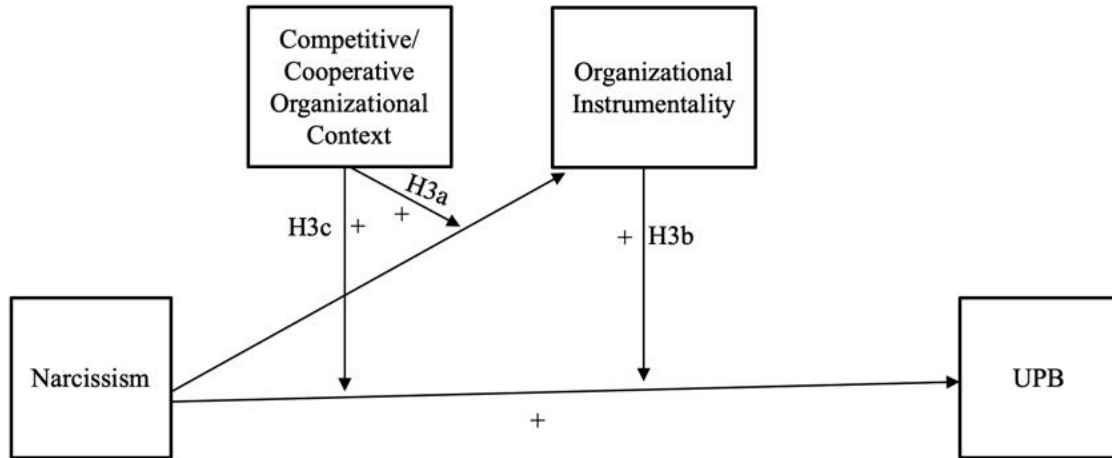 Competitive/
Cooperative
Organizational
Context
Organizational
Instrumentality
H3a
+
H3c
+
+
H3b
Narcissism
UPB
+